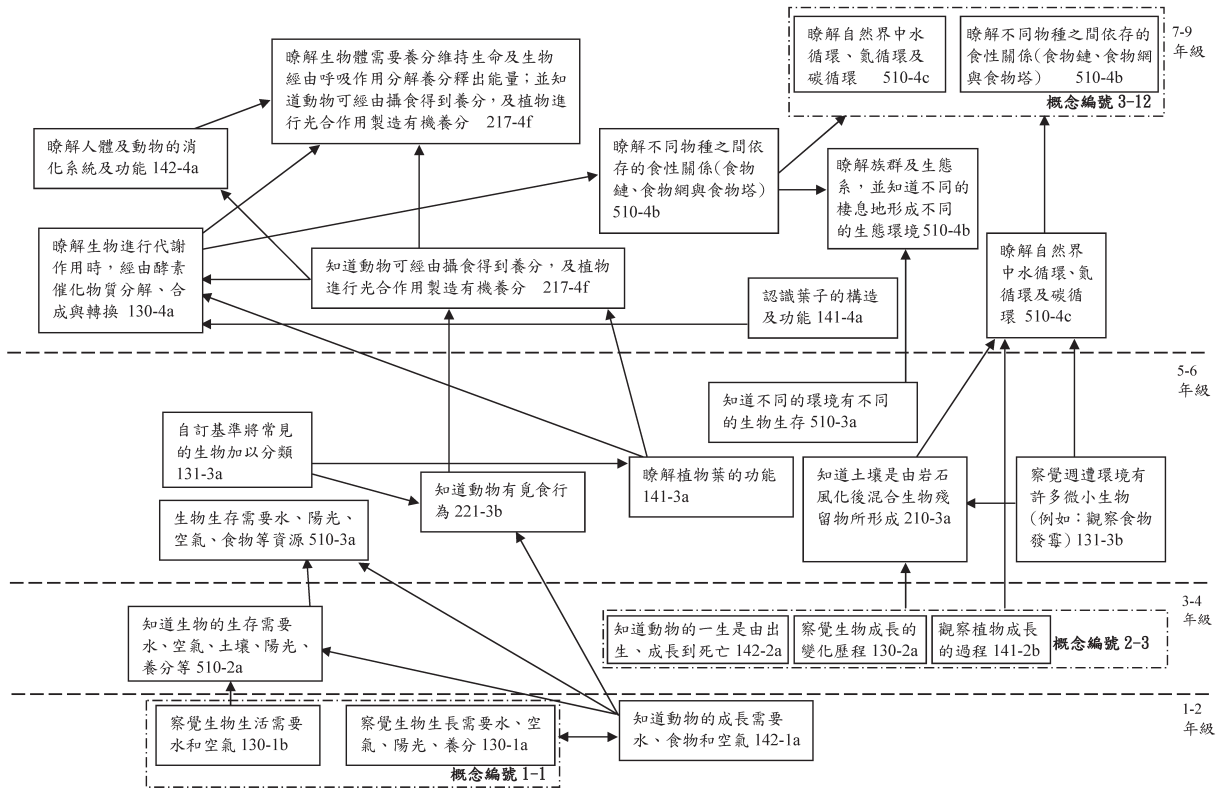 瞭解自然界中水
循環、氮循環及
碳循環 510-4c
瞭解不同物種之間依存的
食性關係(食物鏈、食物網
與食物塔) 510-4b
概念編號 3-12
7-9
年級
瞭解生物體需要養分維持生命及生物
經由呼吸作用分解養分釋出能量；並知
道動物可經由攝食得到養分，及植物進
行光合作用製造有機養分 217-4f
瞭解人體及動物的消
化系統及功能 142-4a
瞭解不同物種之間依
存的食性關係(食物
鏈、食物網與食物塔)
510-4b
瞭解族群及生態
系，並知道不同的
棲息地形成不同
的生態環境510-4b
瞭解生物進行代謝
作用時，經由酵素
催化物質分解、合
成與轉換 130-4a
知道動物可經由攝食得到養分，及植物
進行光合作用製造有機養分 217-4f
認識葉子的構造
及功能 141-4a
瞭解自然界
中水循環、氮
循環及碳循
環 510-4c
5-6
年級
知道不同的環境有不同
的生物生存 510-3a
自訂基準將常見
的生物加以分類
131-3a
知道動物有覓食行
為 221-3b
瞭解植物葉的功能
141-3a
知道土壤是由岩石
風化後混合生物殘
留物所形成 210-3a
察覺週遭環境有
許多微小生物
(例如：觀察食物
發霉) 131-3b
生物生存需要水、陽光、
空氣、食物等資源 510-3a
3-4
年級
知道生物的生存需要
水、空氣、土壤、陽光、
養分等 510-2a
知道動物的一生是由出
生、成長到死亡 142-2a
察覺生物成長的
變化歷程 130-2a
觀察植物成長
的過程 141-2b
概念編號 2-3
1-2
年級
察覺生物生活需要
水和空氣 130-1b
察覺生物生長需要水、空
氣、陽光、養分 130-1a
概念編號 1-1
知道動物的成長需要
水、食物和空氣 142-1a